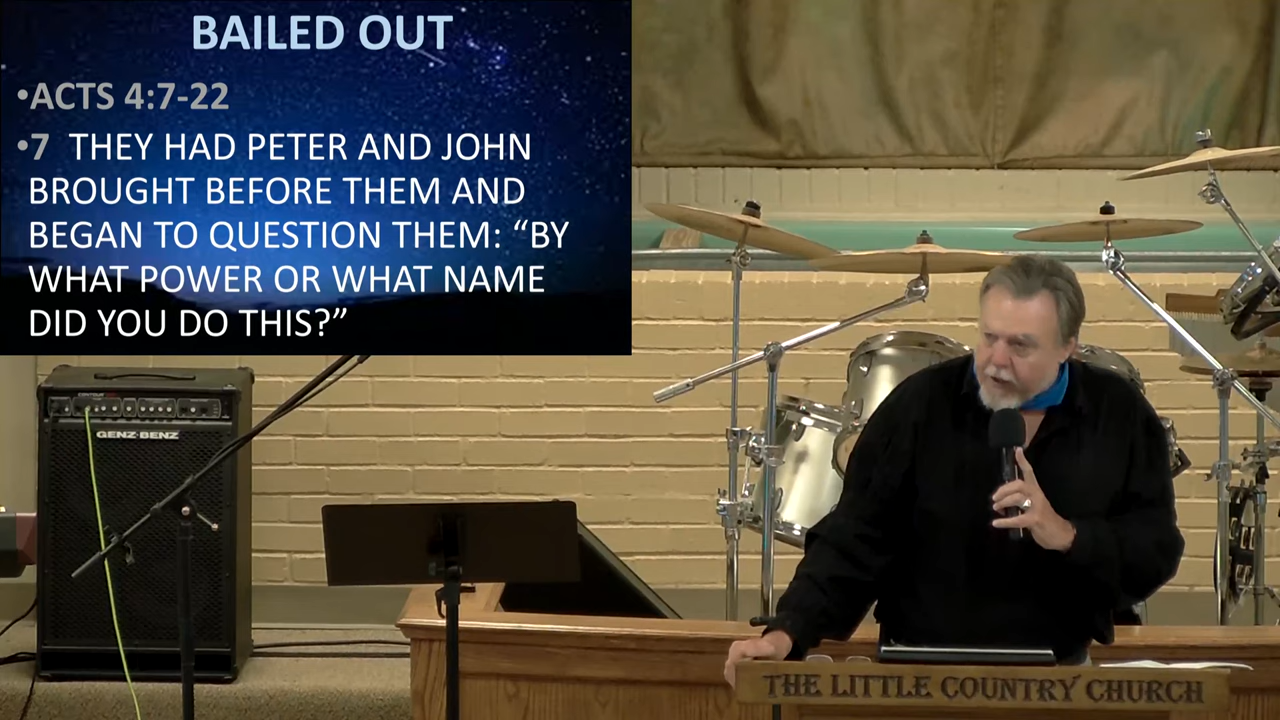 BAILED OUT
•ACTS 4:7-22
•7 THEY HAD PETER AND JOHN
BROUGHT BEFORE THEM AND
BEGAN TO QUESTION THEM: “BY
WHAT POWER OR WHAT NAME
DID YOU DO THIS?”
GENZ·BENZ
THE LITTLE COUNTRY CHURCH